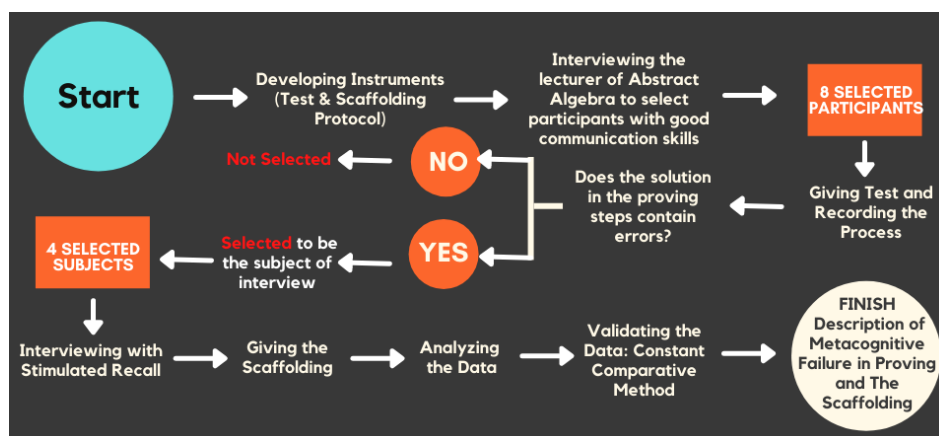 Start
Developing Instruments
(Test & Scaffolding
Protocol)
Interviewing the
lecturer of Abstract
Algebra to select
participants with good
communication skills
8 SELECTED
PARTICIPANTS
Giving Test and
Recording the
Process
Does the solution
in the proving
steps contain
errors?
NO
Not Selected
YES
Selected to be
the subject of
interview
4 SELECTED
SUBJECTS
Interviewing with
Stimulated Recall
Giving the
Scaffolding
Analyzing
the Data
Validating the
Data: Constant
Comparative
Method
FINISH
Description of
Metacognitive
Failure in Proving
and The
Scaffolding